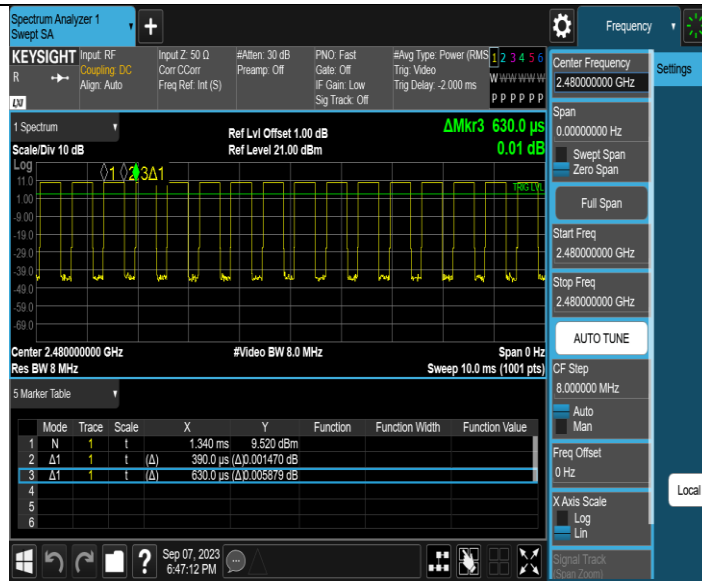 Spectrum Analyzer 1
Swept SA
+
Frequency
KEYSIGHT
R
LXI
Input: RF
Coupling: DC
Align: Auto
Input Z: 50 Ω
Corr CCorr
Freq Ref: Int (S)
#Atten: 30 dB
Preamp: Off
PNO: Fast
Gate: Off
IF Gain: Low
Sig Track: Off
#Avg Type: Power (RMS
Trig: Video
Trig Delay: -2.000 ms
1 2 3 4 5 6
W W W W W W
P P P P P P
1 Spectrum
Scale/Div 10 dB
Ref Lvl Offset 1.00 dB
Ref Level 21.00 dBm
ΔMkr3 630.0 µs
0.01 dB
Log
11.0
1.00
-9.00
-19.0
-29.0
-39.0
-49.0
-59.0
-69.0
◊1 ◊2 3Δ1
TRIG LVL
Center 2.480000000 GHz
#Video BW 8.0 MHz
Span 0 Hz
Res BW 8 MHz
Sweep 10.0 ms (1001 pts)
5 Marker Table
Mode Trace Scale X Y Function Function Width Function Value
1 N 1 t 1.340 ms 9.520 dBm
2 Δ1 1 t (Δ) 390.0 µs (Δ) 0.001470 dB
3 Δ1 1 t (Δ) 630.0 µs (Δ) 0.005879 dB
4
5
6
?
Sep 07, 2023
6:47:12 PM
Center Frequency
2.480000000 GHz
Span
0.00000000 Hz
Swept Span
Zero Span
Full Span
Start Freq
2.480000000 GHz
Stop Freq
2.480000000 GHz
AUTO TUNE
CF Step
8.000000 MHz
Auto
Man
Freq Offset
0 Hz
X Axis Scale
Log
Lin
Signal Track
(Span Zoom)
Settings
Local